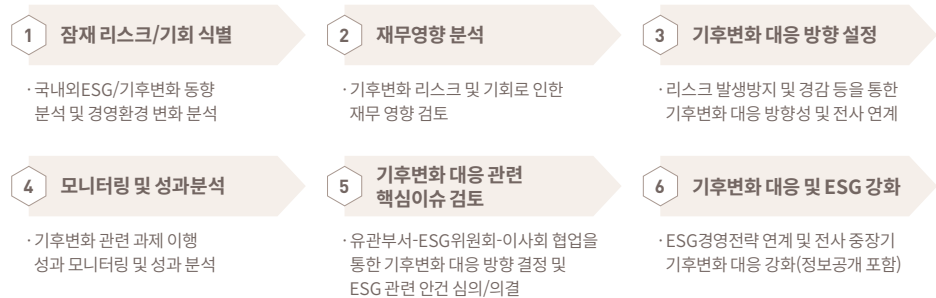 1 잠재 리스크/기회 식별
· 국내외ESG/기후변화 동향
분석 및 경영환경 변화 분석
2 재무영향 분석
· 기후변화 리스크 및 기회로 인한
재무 영향 검토
3 기후변화 대응 방향 설정
· 리스크 발생방지 및 경감 등을 통한
기후변화 대응 방향성 및 전사 연계
4 모니터링 및 성과분석
· 기후변화 관련 과제 이행
성과 모니터링 및 성과 분석
5 기후변화 대응 관련
핵심이슈 검토
· 유관부서-ESG위원회-이사회 협업을
통한 기후변화 대응 방향 결정 및
ESG 관련 안건 심의/의결
6 기후변화 대응 및 ESG 강화
· ESG경영전략 연계 및 전사 중장기
기후변화 대응 강화(정보공개 포함)